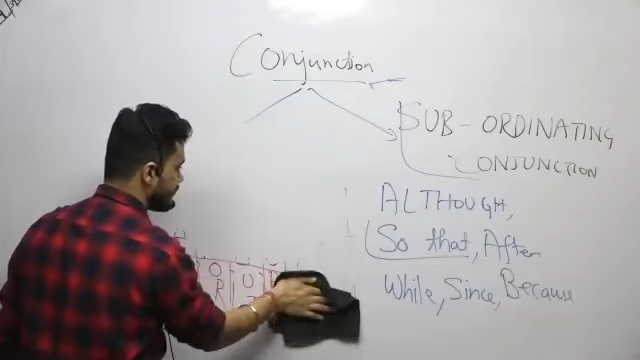 Conjunction
SUB-ORDINATING
CONJUNCTION
ALTHOUGH,
So that, After
While, Since, Because
O U
R